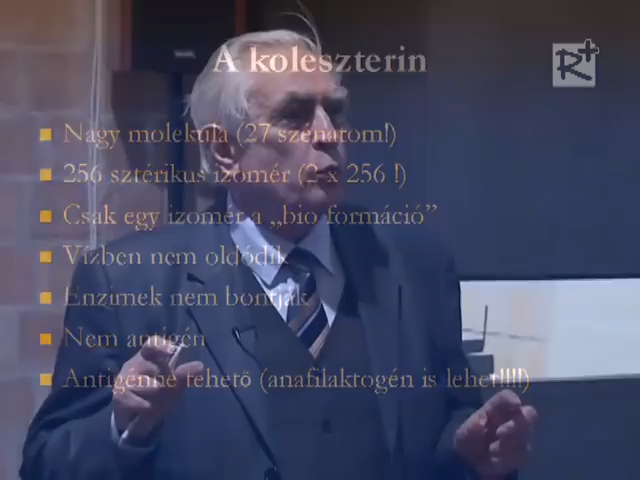 A koleszterin
R+
Nagy molekula (27 szénatom!)
256 sztérikus izomér (2 x 256 !)
Csak egy izomér a „bio formáció”
Vízben nem oldódik
Enzimek nem bontják
Nem antigén
Antigénné tehető (anafilaktogén is lehet!!!!)